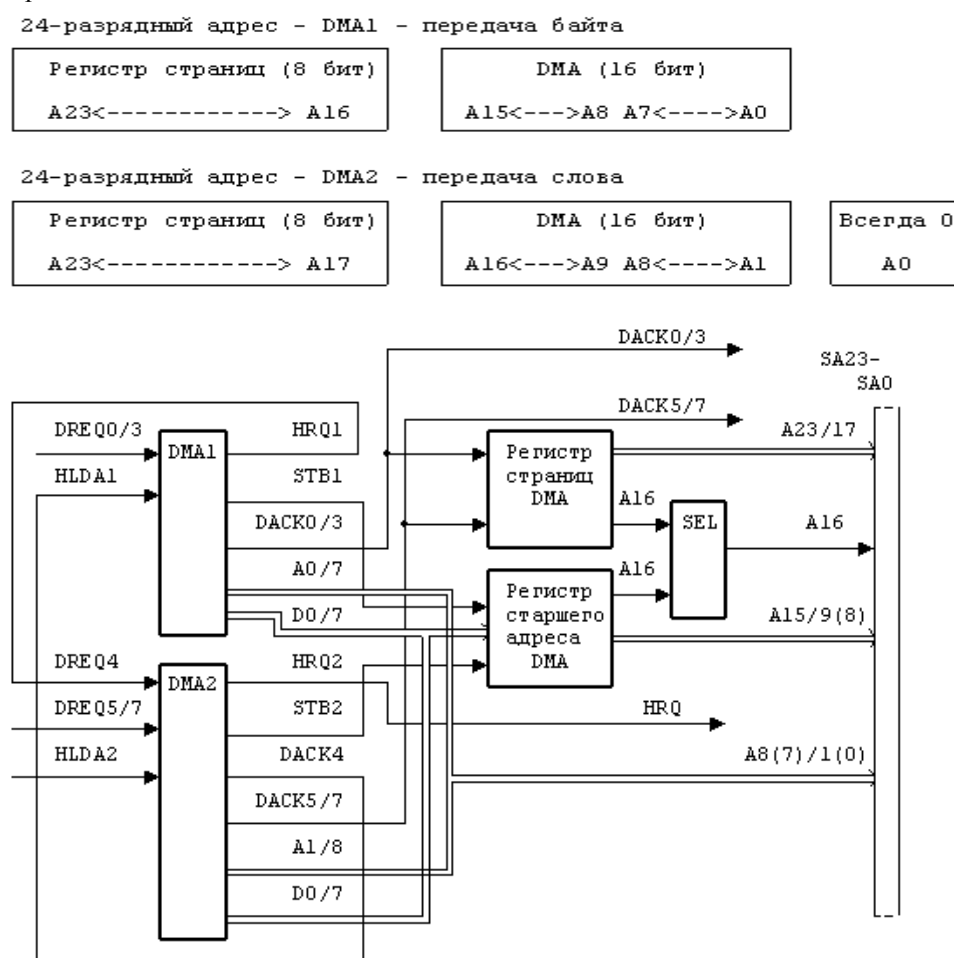 24-разрядный адрес - DMA1 - передача байта
Регистр страниц (8 бит)
A23<------------> A16
DMA (16 бит)
A15<--->A8 A7<---->A0
24-разрядный адрес - DMA2 - передача слова
Регистр страниц (8 бит)
A23<------------> A17
DMA (16 бит)
A16<--->A9 A8<---->A1
Всегда 0
A0
DACK0/3
SA23-
SA0
DACK5/7
DREQ0/3
HRQ1
A23/17
DMA1
Регистр
страниц
DMA
HLDA1
STB1
A16
SEL
A16
DACK0/3
A0/7
A16
D0/7
Регистр
старшего
адреса
DMA
A15/9(8)
DREQ4
HRQ2
DMA2
DREQ5/7
STB2
HRQ
HLDA2
DACK4
A8(7)/1(0)
DACK5/7
A1/8
D0/7